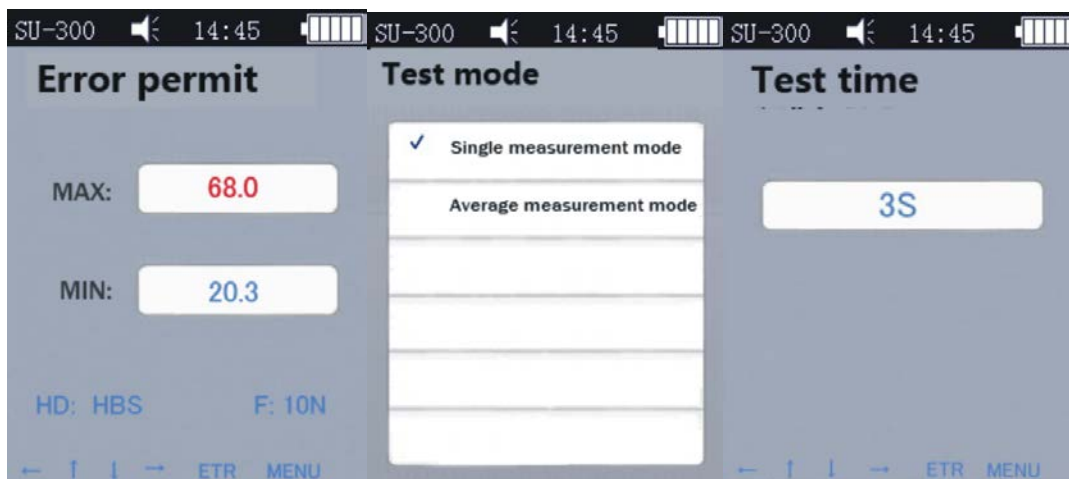 SU-300 14:45
Error permit
MAX: 68.0
MIN: 20.3
HD: HBS F: 10N
← ↑ ↓ → ETR MENU
SU-300 14:45
Test mode
✓ Single measurement mode
Average measurement mode
SU-300 14:45
Test time
3S
← ↑ ↓ → ETR MENU